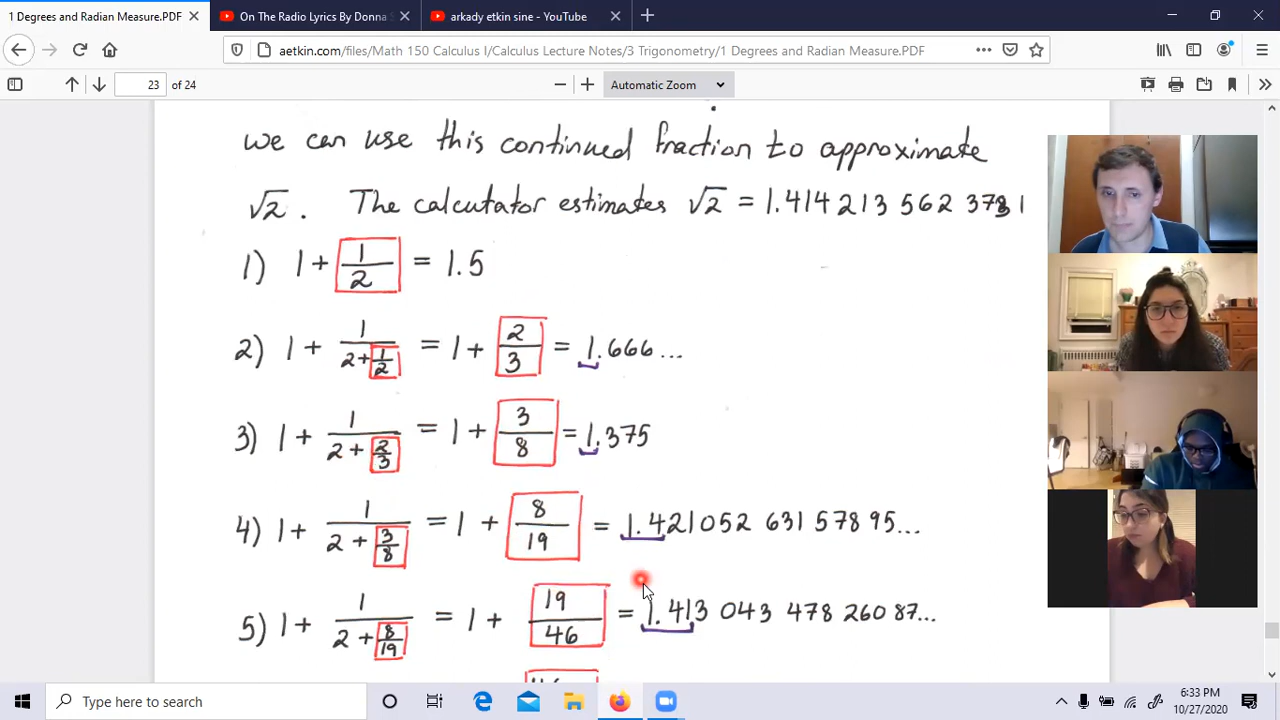 1 Degrees and Radian Measure.PDF
On The Radio Lyrics By Donna
arkady etkin sine - YouTube
aetkin.com/files/Math 150 Calculus I/Calculus Lecture Notes/3 Trigonometry/1 Degrees and Radian Measure.PDF
23 of 24
Automatic Zoom
we can use this continued fraction to approximate
√2. The calcutator estimates √2 = 1.414 213 562 373 1
1) 1 + 1/2 = 1.5
2) 1 + 1/(2+1/2) = 1 + 2/3 = 1.666...
3) 1 + 1/(2+2/3) = 1 + 3/8 = 1.375
4) 1 + 1/(2+3/8) = 1 + 8/19 = 1.421052 631 578 95...
5) 1 + 1/(2+8/19) = 1 + 19/46 = 1.413 043 478 260 87...
Type here to search
6:33 PM
10/27/2020